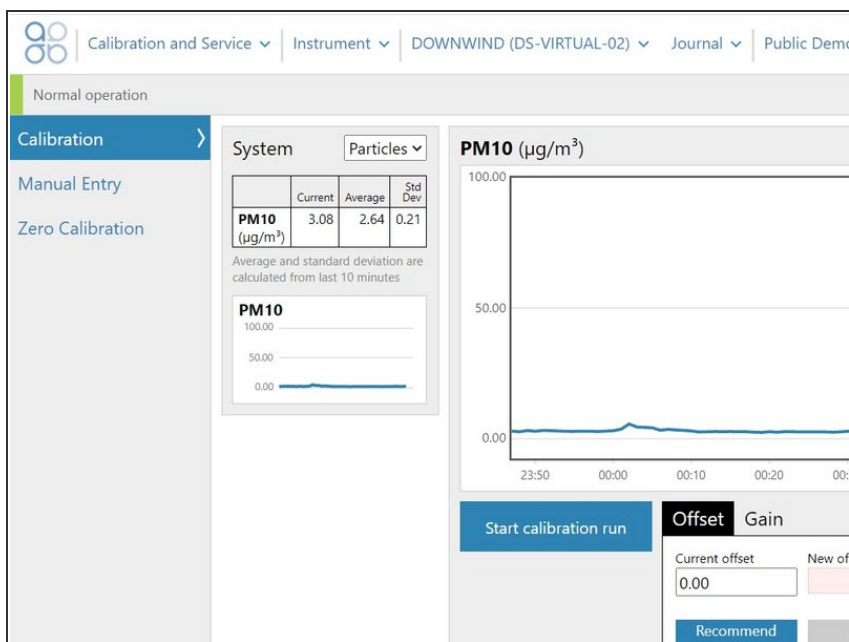 Calibration and Service
Instrument
DOWNWIND (DS-VIRTUAL-02)
Journal
Public Demo
Normal operation
Calibration
Manual Entry
Zero Calibration
System
Particles
Current Average Std Dev
PM10 (µg/m³) 3.08 2.64 0.21
Average and standard deviation are
calculated from last 10 minutes
PM10
100.00
50.00
0.00
PM10 (µg/m³)
100.00
50.00
0.00
23:50 00:00 00:10 00:20
Start calibration run
Offset Gain
Current offset
New
0.00
Recommend